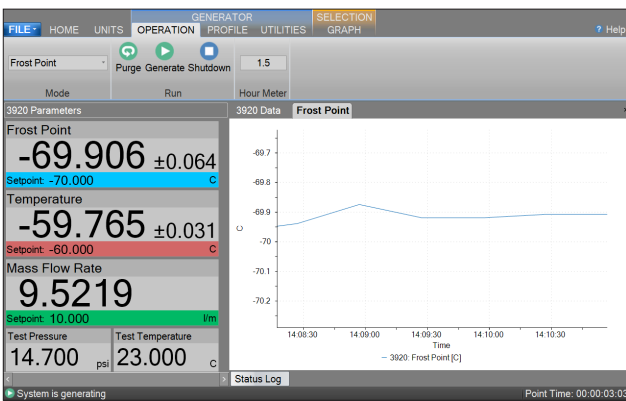 GENERATOR SELECTION
FILE HOME UNITS OPERATION PROFILE UTILITIES GRAPH ? Help
Frost Point
Purge Generate Shutdown
1.5
Mode Run Hour Meter
3920 Parameters
3920 Data Frost Point
Frost Point
-69.906 ±0.064
Setpoint: -70.000 C
Temperature
-59.765 ±0.031
Setpoint: -60.000 C
Mass Flow Rate
9.5219
Setpoint: 10.000 l/m
Test Pressure Test Temperature
14.700 psi 23.000 C
-69.7
-69.8
-69.9
-70
-70.1
-70.2
C
14:08:30 14:09:00 14:09:30 14:10:00 14:10:30
Time
3920: Frost Point [C]
Status Log
System is generating
Point Time: 00:00:03:03